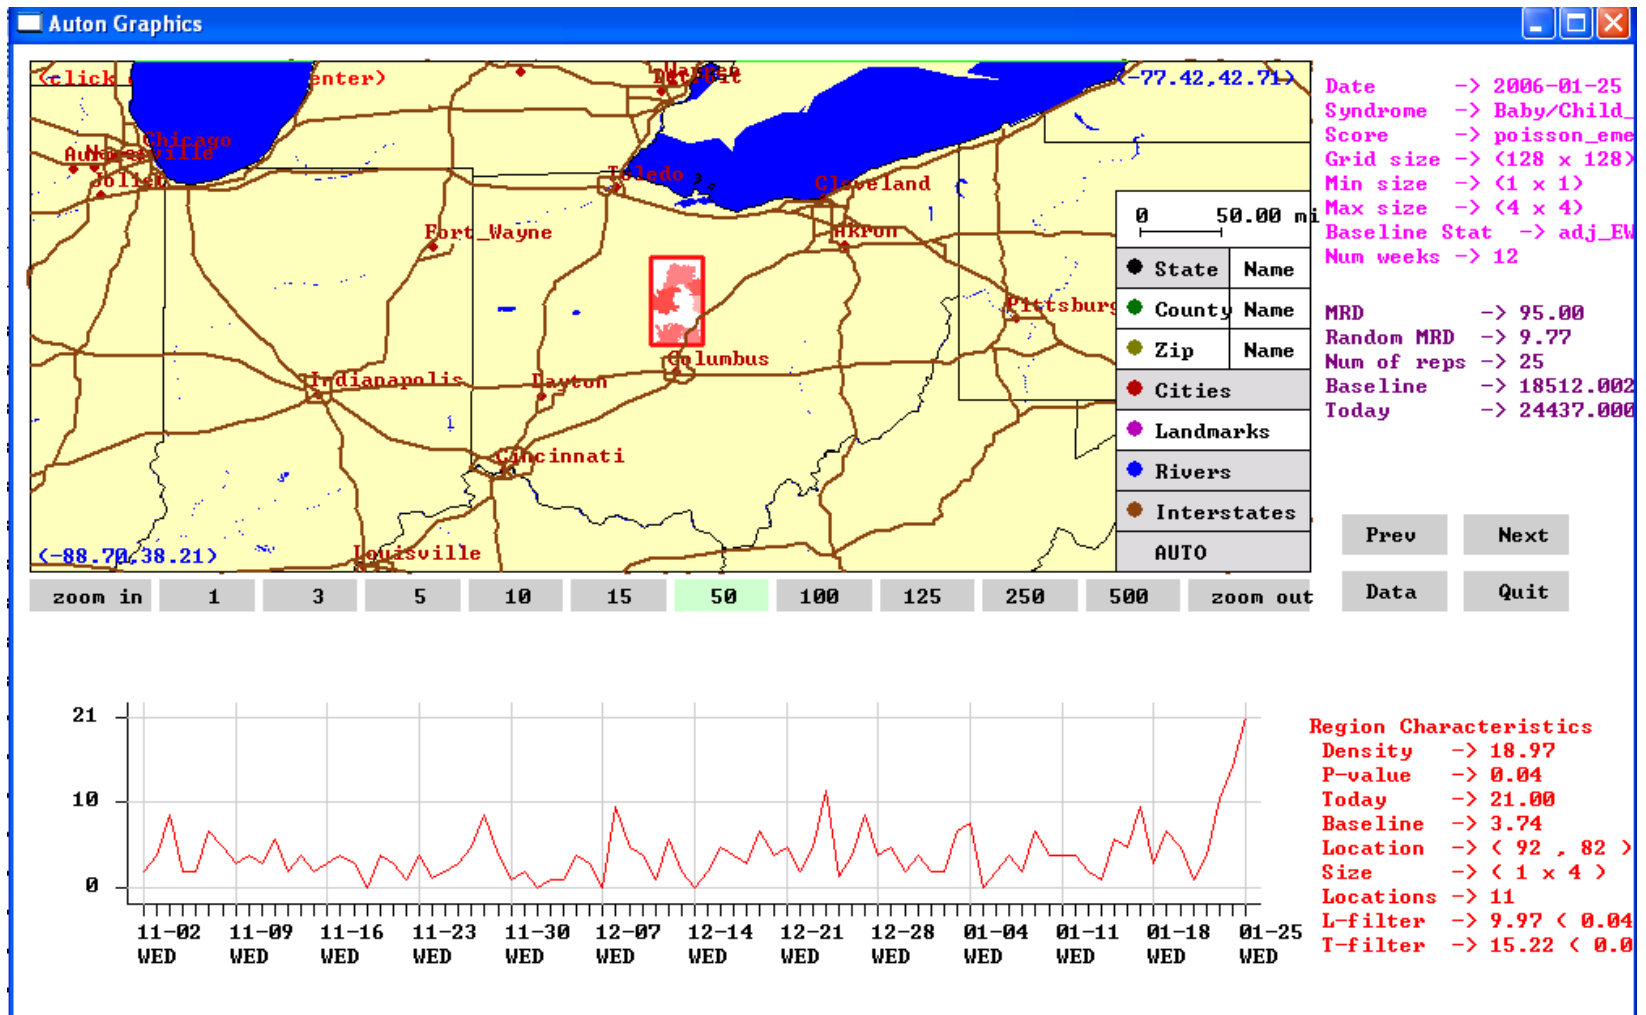 Auton Graphics
(click
enter)
Warren
Detroit
(-77.42,42.71)
Chicago
Naperville
Joliet
Toledo
Cleveland
Fort_Wayne
Akron
Pittsburg
Columbus
Indianapolis
Dayton
Cincinnati
Louisville
(-88.70,38.21)
0 50.00 mi
State Name
County Name
Zip Name
Cities
Landmarks
Rivers
Interstates
AUTO
Date -> 2006-01-25
Syndrome -> Baby/Child_
Score -> poisson_eme
Grid size -> (128 x 128)
Min size -> (1 x 1)
Max size -> (4 x 4)
Baseline Stat -> adj_EW
Num weeks -> 12
MRD -> 95.00
Random MRD -> 9.77
Num of reps -> 25
Baseline -> 18512.002
Today -> 24437.000
Prev Next
Data Quit
zoom in 1 3 5 10 15 50 100 125 250 500 zoom out
21
10
0
11-02 11-09 11-16 11-23 11-30 12-07 12-14 12-21 12-28 01-04 01-11 01-18 01-25
WED WED WED WED WED WED WED WED WED WED WED WED WED
Region Characteristics
Density -> 18.97
P-value -> 0.04
Today -> 21.00
Baseline -> 3.74
Location -> ( 92 , 82 )
Size -> ( 1 x 4 )
Locations -> 11
L-filter -> 9.97 ( 0.04
T-filter -> 15.22 ( 0.0